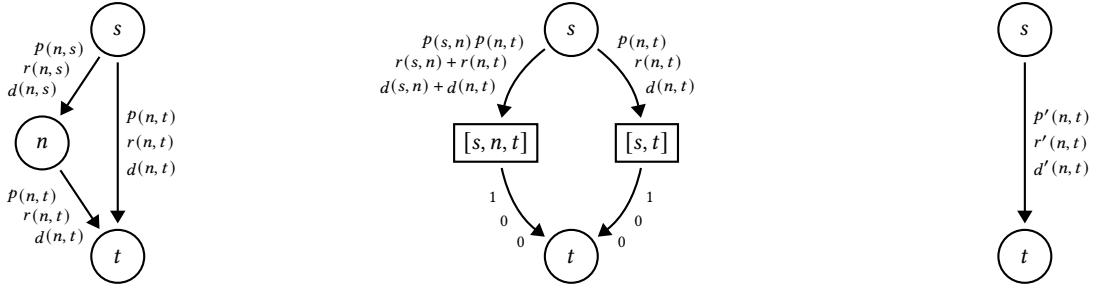 s
p(n, s)
r(n, s)
d(n, s)
p(n, t)
r(n, t)
d(n, t)
n
p(n, t)
r(n, t)
d(n, t)
t
s
p(s, n) p(n, t)
r(s, n) + r(n, t)
d(s, n) + d(n, t)
p(n, t)
r(n, t)
d(n, t)
[s, n, t]
[s, t]
1
0
0
1
0
0
t
s
p′(n, t)
r′(n, t)
d′(n, t)
t